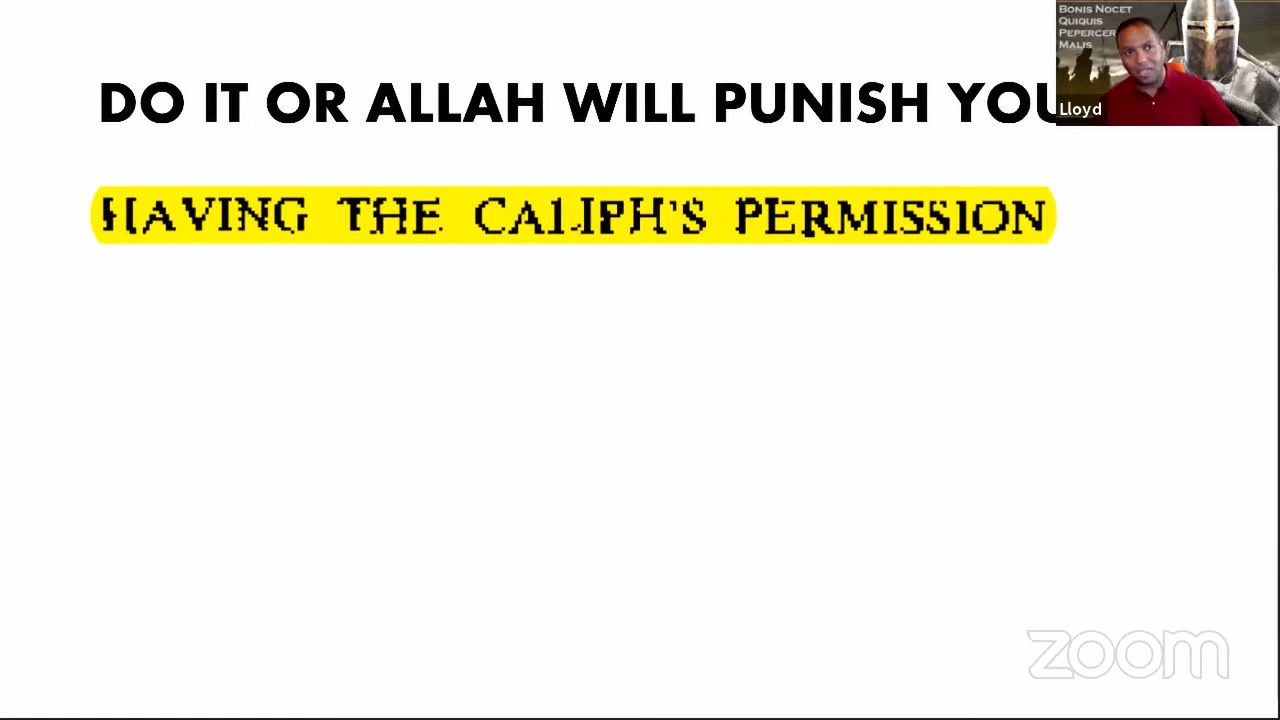 DO IT OR ALLAH WILL PUNISH YOU
HAVING THE CALIPH'S PERMISSION
BONIS NOCET
QUIQUIS
PEPERCER
MALIS
Lloyd
zoom